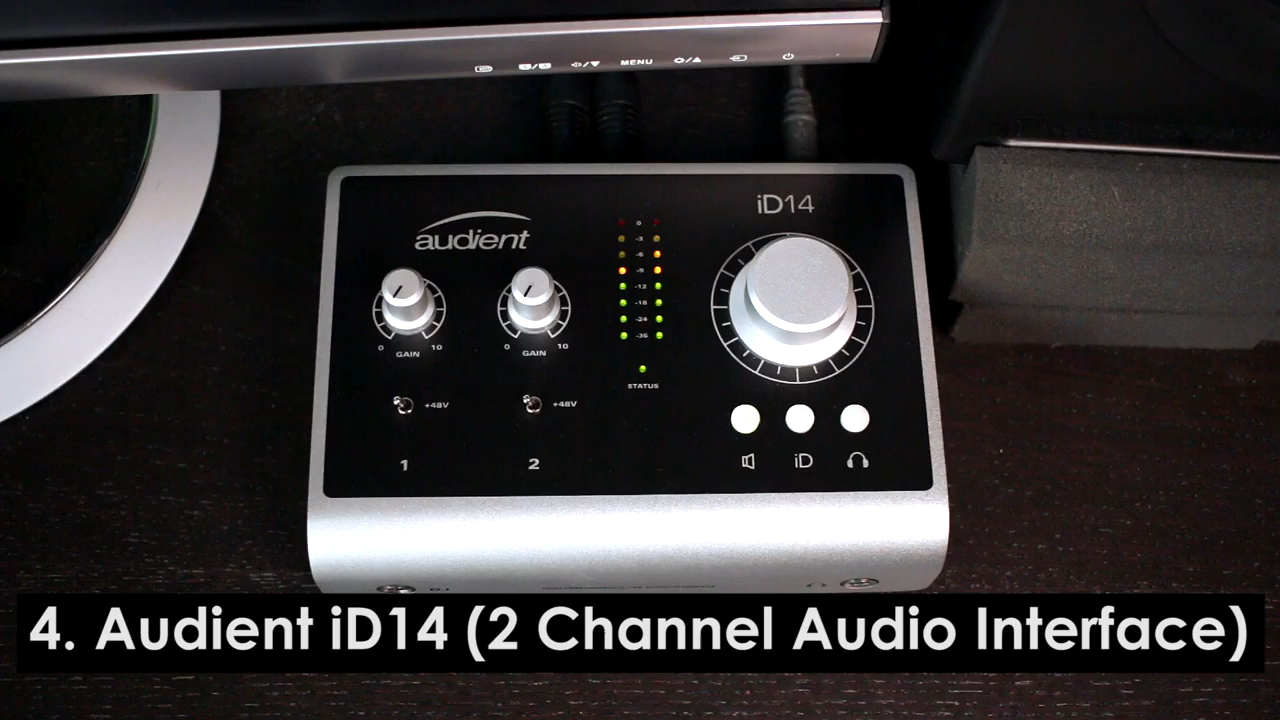 MENU
audient
iD14
0
-3
-6
-9
-12
-18
-24
-36
STATUS
0 10
GAIN
0 10
GAIN
+48V
+48V
1
2
iD
D.I
4. Audient iD14 (2 Channel Audio Interface)